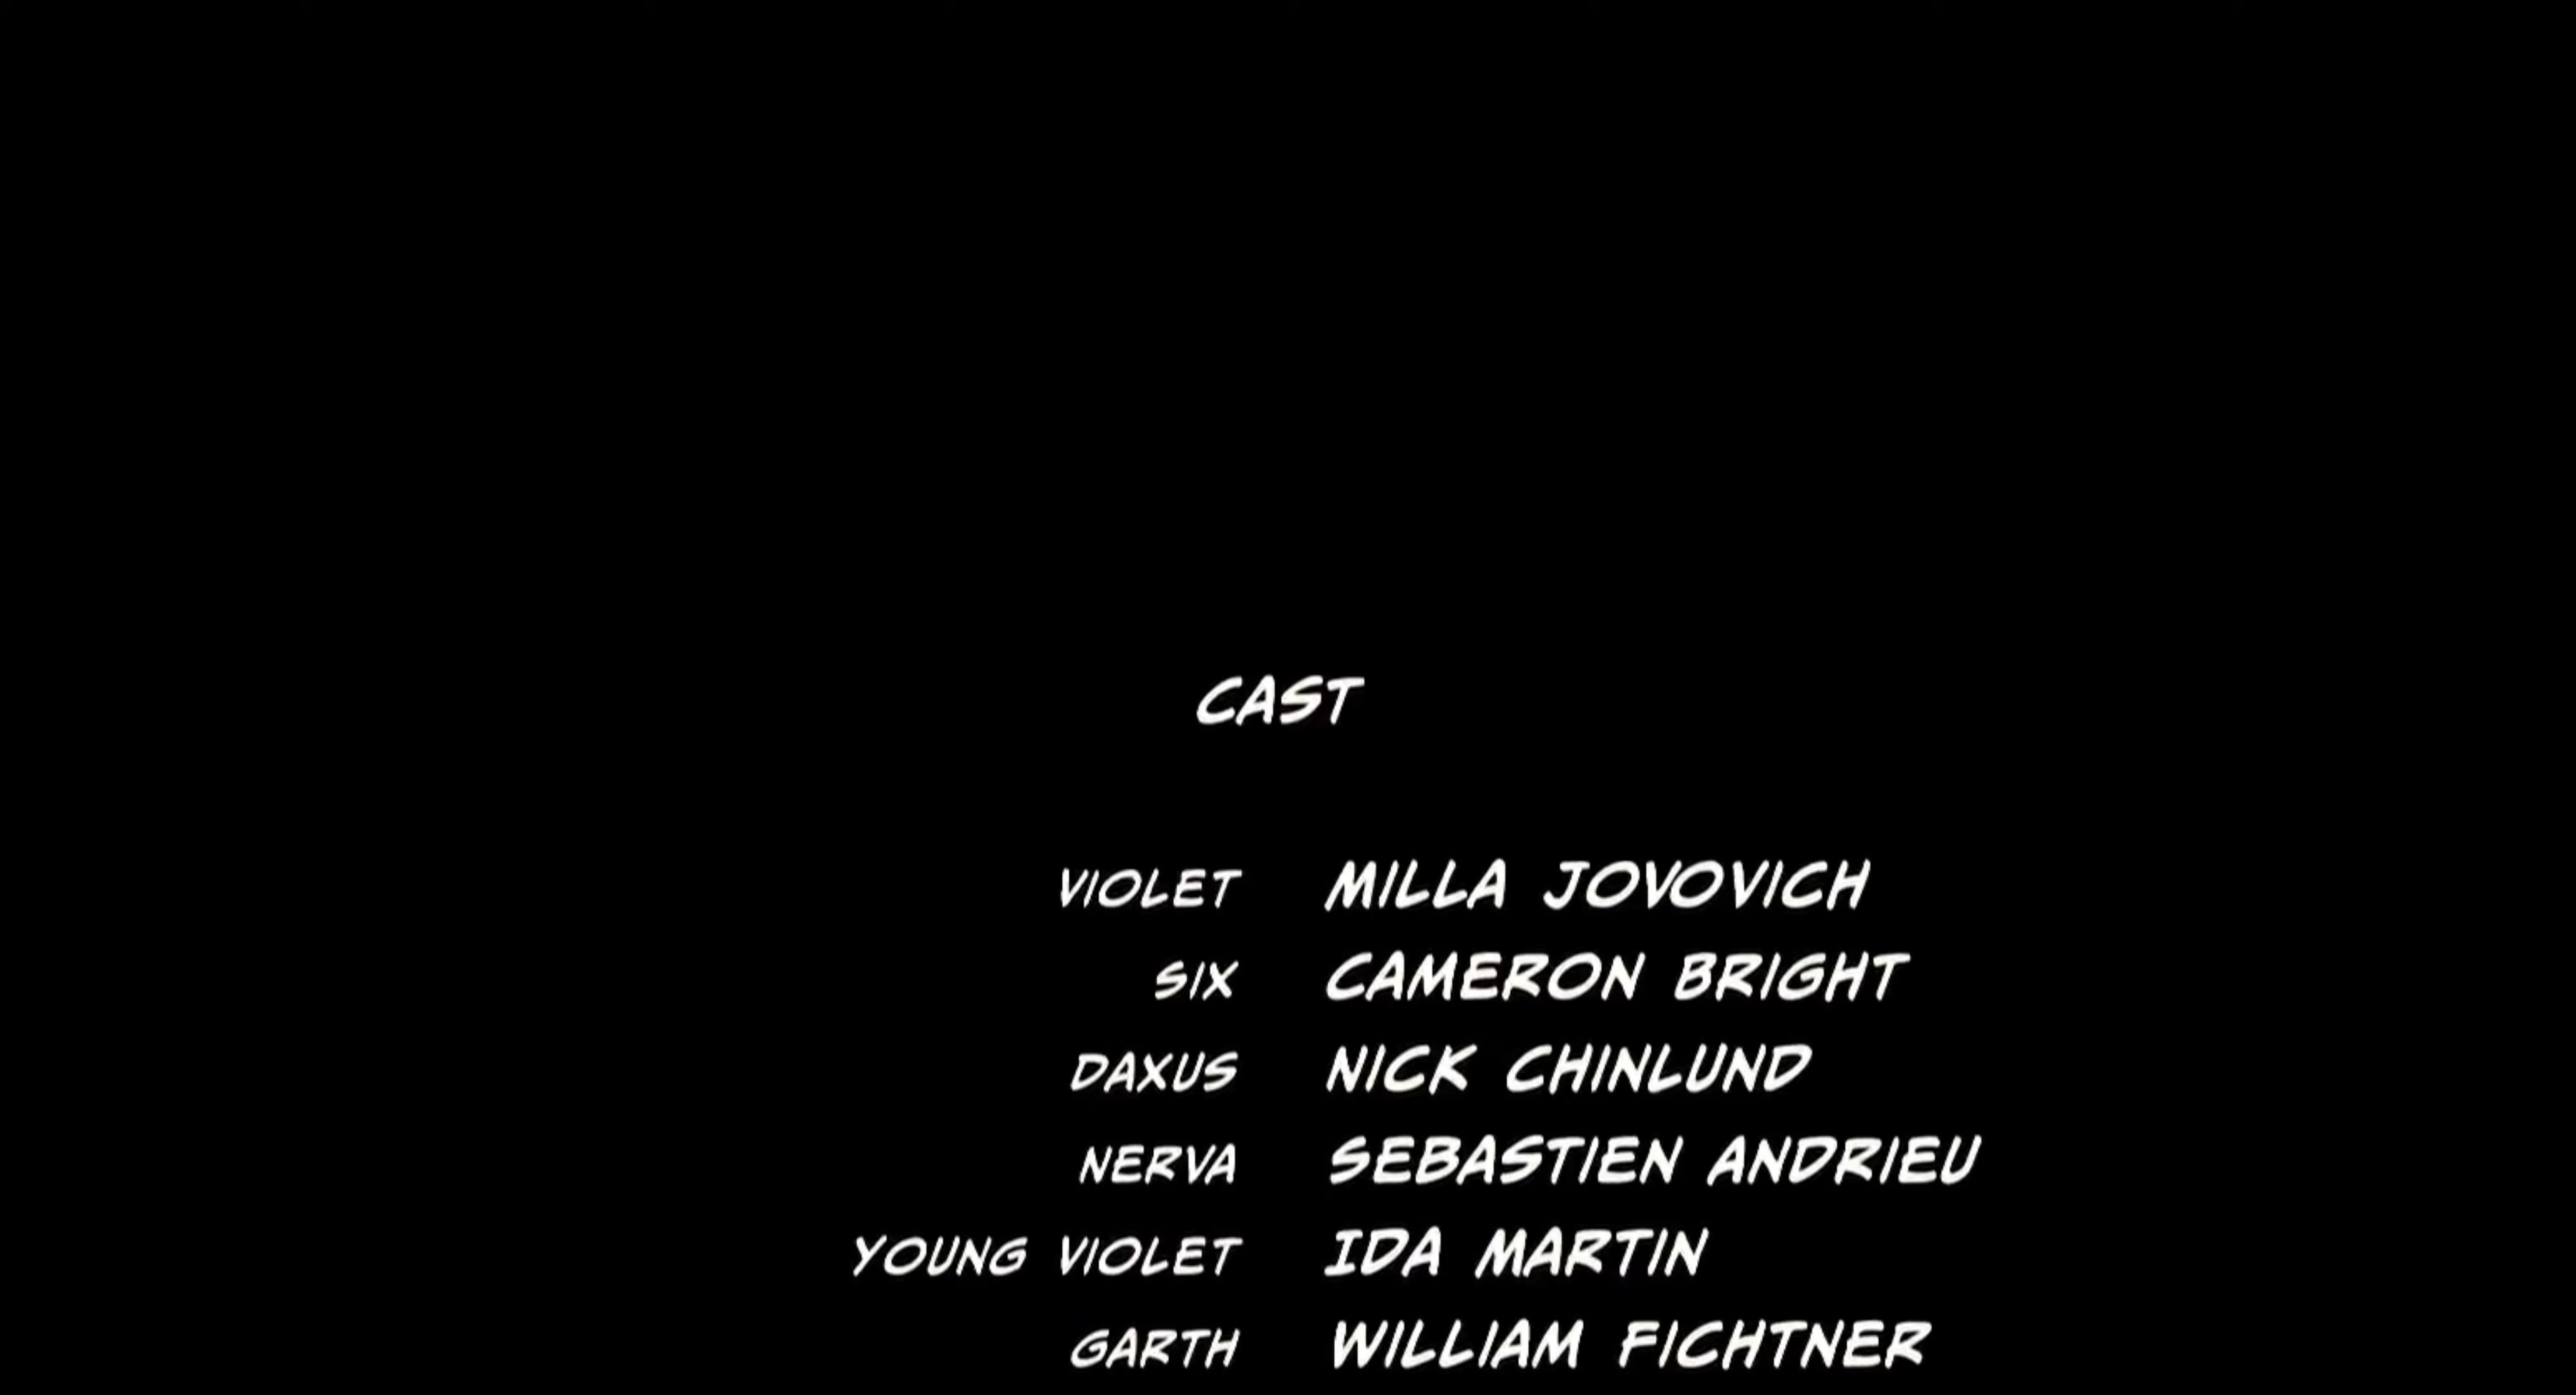 CAST
VIOLET MILLA JOVOVICH
SIX CAMERON BRIGHT
DAXUS NICK CHINLUND
NERVA SEBASTIEN ANDRIEU
YOUNG VIOLET IDA MARTIN
GARTH WILLIAM FICHTNER